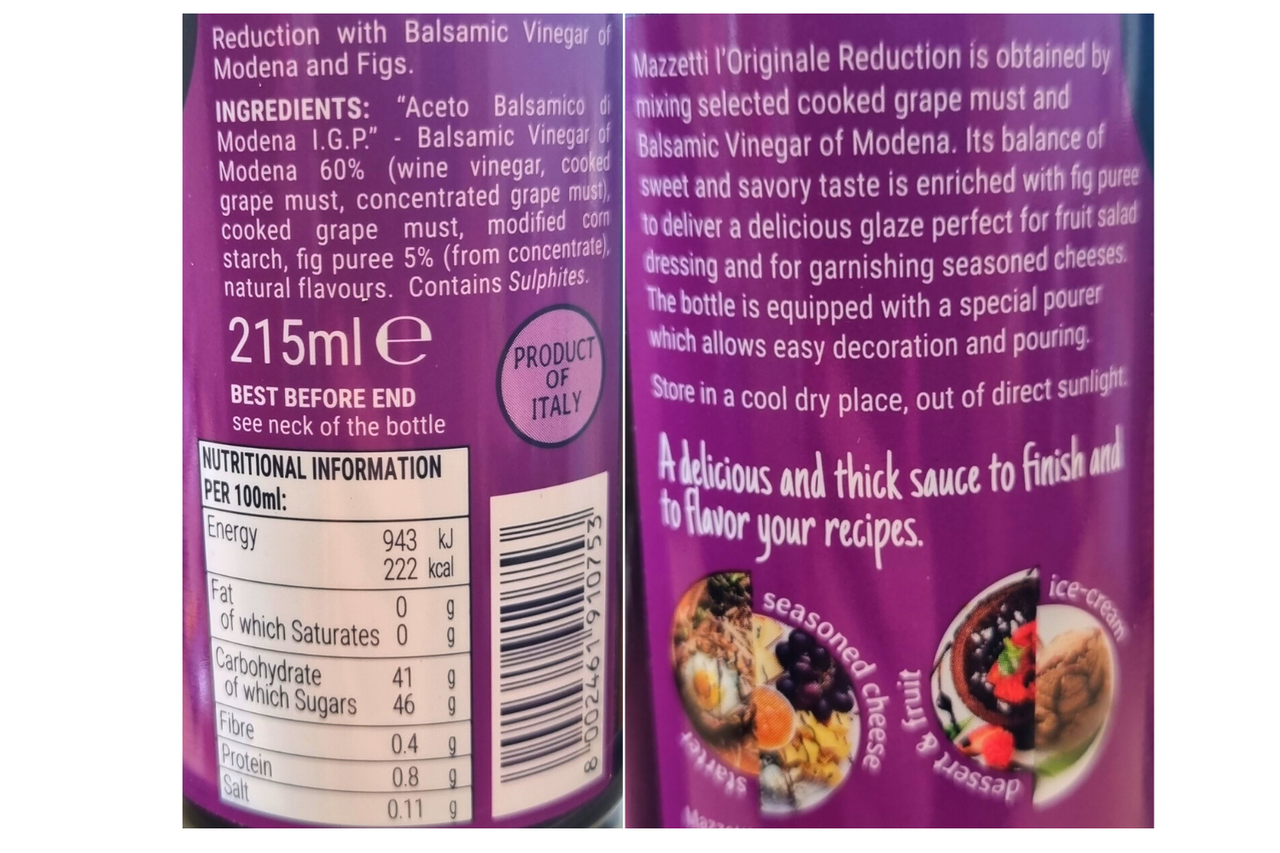 Reduction with Balsamic Vinegar of
Modena and Figs.
INGREDIENTS: “Aceto Balsamico di
Modena I.G.P.” - Balsamic Vinegar of
Modena 60% (wine vinegar, cooked
grape must, concentrated grape must),
cooked grape must, modified corn
starch, fig puree 5% (from concentrate),
natural flavours. Contains Sulphites.
215ml ℮
PRODUCT
OF
ITALY
BEST BEFORE END
see neck of the bottle
NUTRITIONAL INFORMATION
PER 100ml:
Energy 943 kJ
222 kcal
Fat 0 g
of which Saturates 0 g
Carbohydrate 41 g
of which Sugars 46 g
Fibre 0.4 g
Protein 0.8 g
Salt 0.11 g
8 002461 910753
Mazzetti l'Originale Reduction is obtained by
mixing selected cooked grape must and
Balsamic Vinegar of Modena. Its balance of
sweet and savory taste is enriched with fig puree
to deliver a delicious glaze perfect for fruit salad
dressing and for garnishing seasoned cheeses.
The bottle is equipped with a special pourer
which allows easy decoration and pouring.
Store in a cool dry place, out of direct sunlight.
A delicious and thick sauce to finish and
to flavor your recipes.
seasoned cheese
starter
ice-cream
fruit & dessert